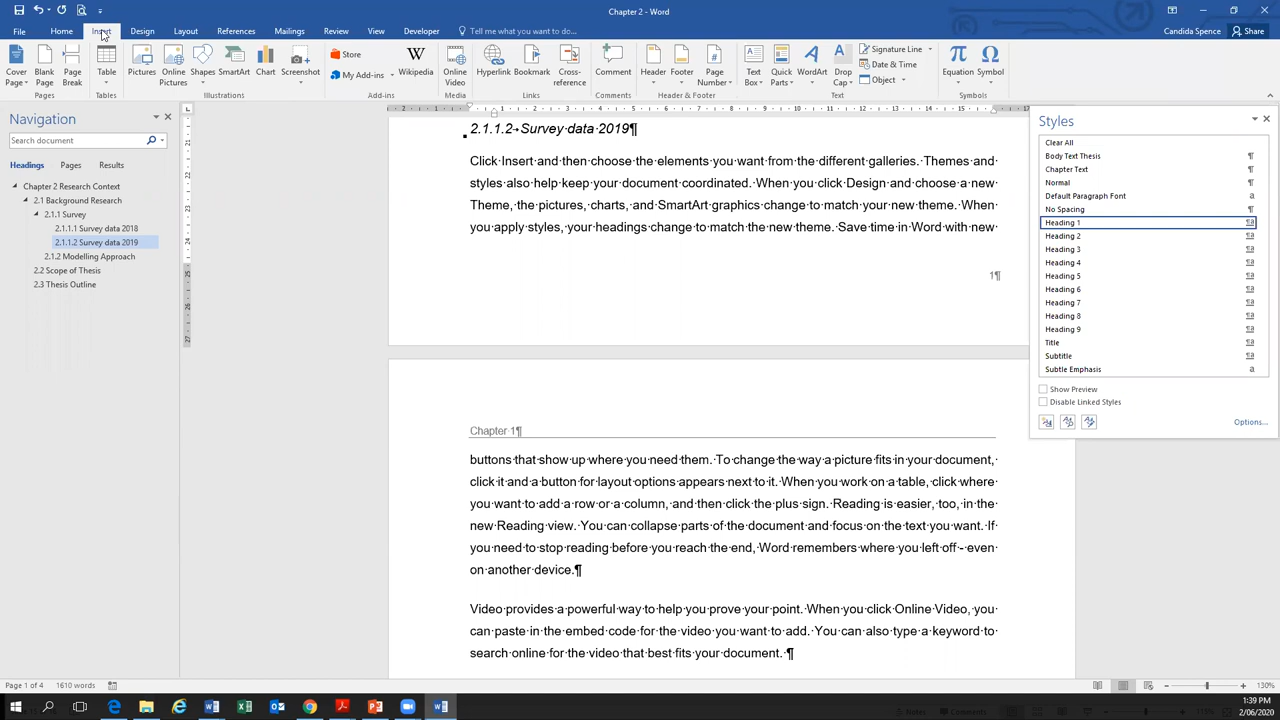 Chapter 2 - Word
Candida Spence
Share
File Home Insert Design Layout References Mailings Review View Developer Tell me what you want to do...
Cover Page
Blank Page
Page Break
Table
Pictures
Online Pictures
Shapes
SmartArt
Chart
Screenshot
Store
My Add-ins
Wikipedia
Online Video
Hyperlink
Bookmark
Cross-reference
Comment
Header
Footer
Page Number
Text Box
Quick Parts
WordArt
Drop Cap
Signature Line
Date & Time
Object
Equation
Symbol
Pages Tables Illustrations Add-ins Media Links Comments Header & Footer Text Symbols
Navigation
Search document
Headings Pages Results
Chapter 2 Research Context
2.1 Background Research
2.1.1 Survey
2.1.1.1 Survey data 2018
2.1.1.2 Survey data 2019
2.1.2 Modelling Approach
2.2 Scope of Thesis
2.3 Thesis Outline
2.1.1.2→Survey·data·2019¶
Click·Insert·and·then·choose·the·elements·you·want·from·the·different·galleries.·Themes·and·
styles·also·help·keep·your·document·coordinated.·When·you·click·Design·and·choose·a·new·
Theme,·the·pictures,·charts,·and·SmartArt·graphics·change·to·match·your·new·theme.·When·
you·apply·styles,·your·headings·change·to·match·the·new·theme.·Save·time·in·Word·with·new·
1¶
Chapter·1¶
buttons·that·show·up·where·you·need·them.·To·change·the·way·a·picture·fits·in·your·document,·
click·it·and·a·button·for·layout·options·appears·next·to·it.·When·you·work·on·a·table,·click·where·
you·want·to·add·a·row·or·a·column,·and·then·click·the·plus·sign.·Reading·is·easier,·too,·in·the·
new·Reading·view.·You·can·collapse·parts·of·the·document·and·focus·on·the·text·you·want.·If·
you·need·to·stop·reading·before·you·reach·the·end,·Word·remembers·where·you·left·off·-·even·
on·another·device.¶
Video·provides·a·powerful·way·to·help·you·prove·your·point.·When·you·click·Online·Video,·you·
can·paste·in·the·embed·code·for·the·video·you·want·to·add.·You·can·also·type·a·keyword·to·
search·online·for·the·video·that·best·fits·your·document.·¶
Styles
Clear All
Body Text Thesis ¶
Chapter Text ¶
Normal ¶
Default Paragraph Font a
No Spacing ¶
Heading 1 ¶a
Heading 2 ¶a
Heading 3 ¶a
Heading 4 ¶a
Heading 5 ¶a
Heading 6 ¶a
Heading 7 ¶a
Heading 8 ¶a
Heading 9 ¶a
Title ¶a
Subtitle ¶a
Subtle Emphasis a
Show Preview
Disable Linked Styles
Options...
Page 1 of 4 1610 words
130%
1:39 PM
2/06/2020